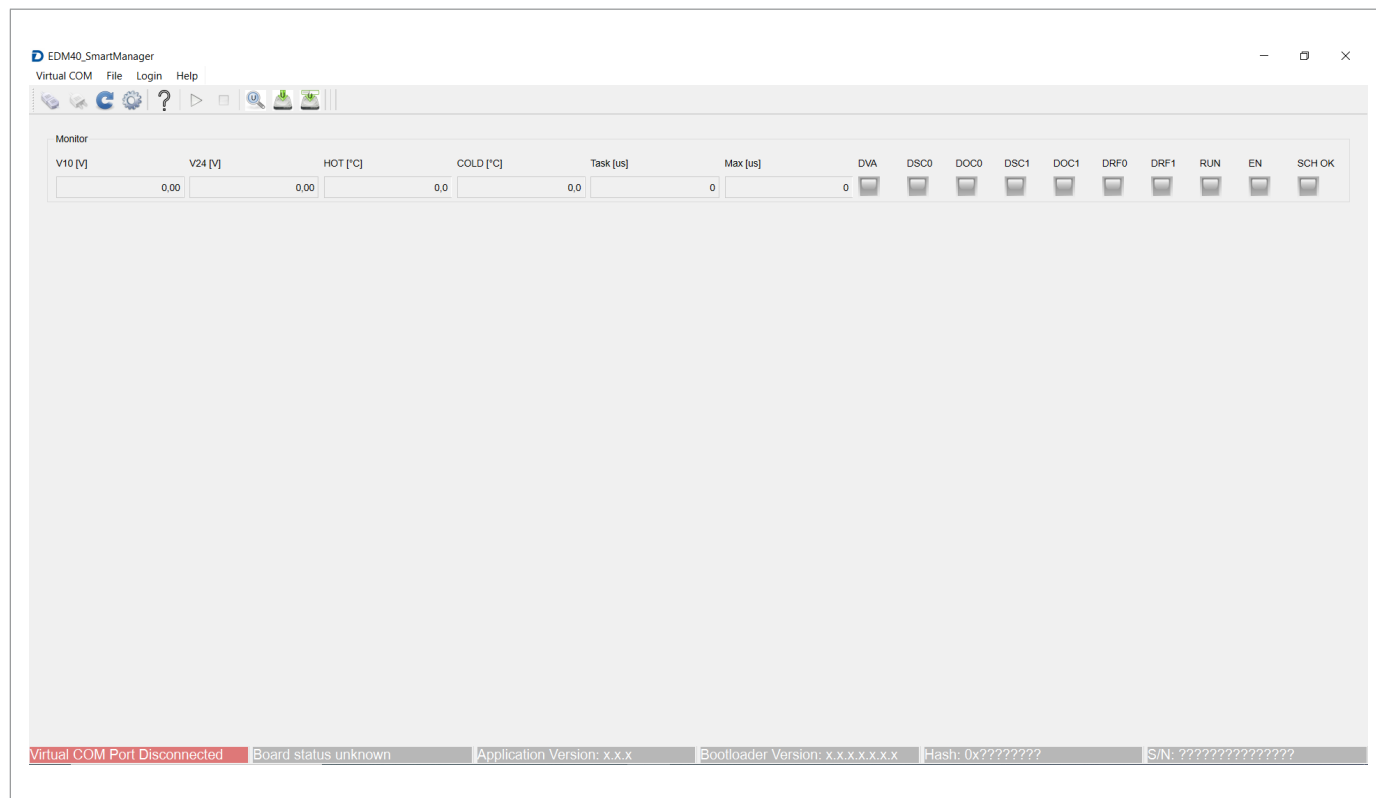 EDM40_SmartManager
Virtual COM File Login Help
Monitor
V10 [V] V24 [V] HOT [°C] COLD [°C] Task [us] Max [us] DVA DSC0 DOC0 DSC1 DOC1 DRF0 DRF1 RUN EN SCH OK
0,00 0,00 0,0 0,0 0 0
Virtual COM Port Disconnected Board status unknown Application Version: x.x.x Bootloader Version: x.x.x.x.x.x.x Hash: 0x???????? S/N: ???????????????